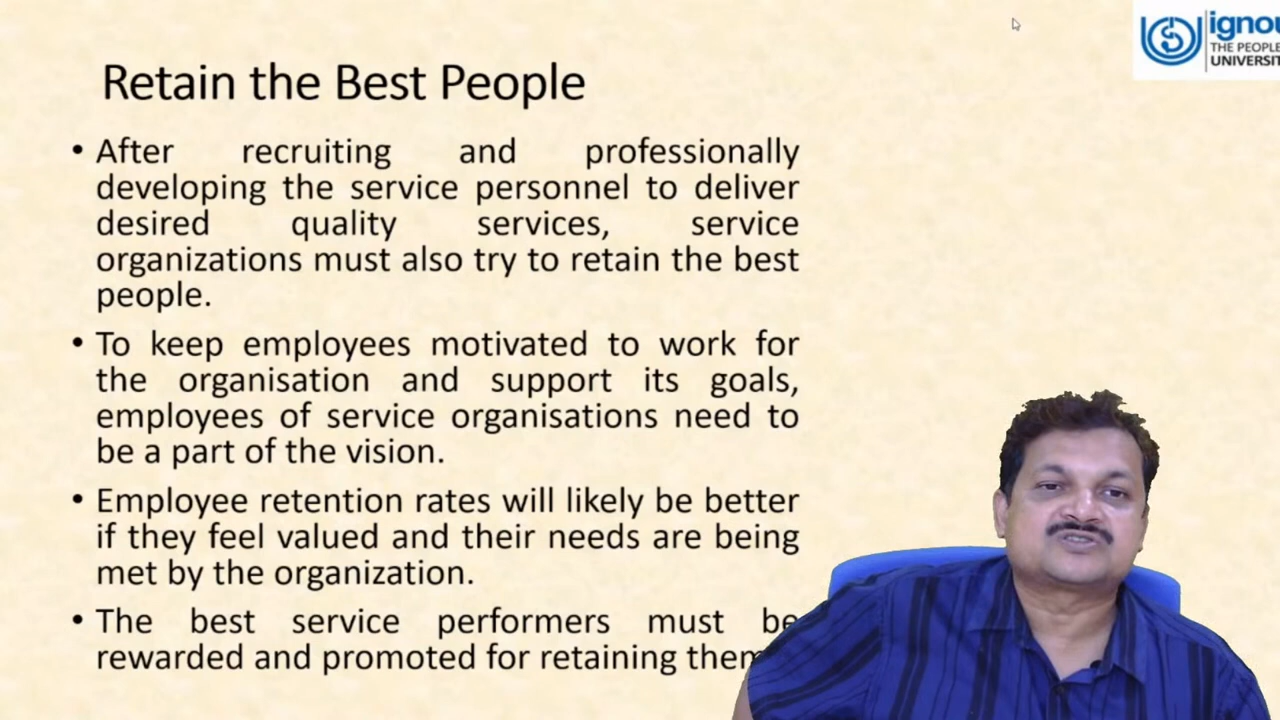 ignou
THE PEOPLE
UNIVERSIT
Retain the Best People
• After recruiting and professionally
developing the service personnel to deliver
desired quality services, service
organizations must also try to retain the best
people.
• To keep employees motivated to work for
the organisation and support its goals,
employees of service organisations need to
be a part of the vision.
• Employee retention rates will likely be better
if they feel valued and their needs are being
met by the organization.
• The best service performers must be
rewarded and promoted for retaining them